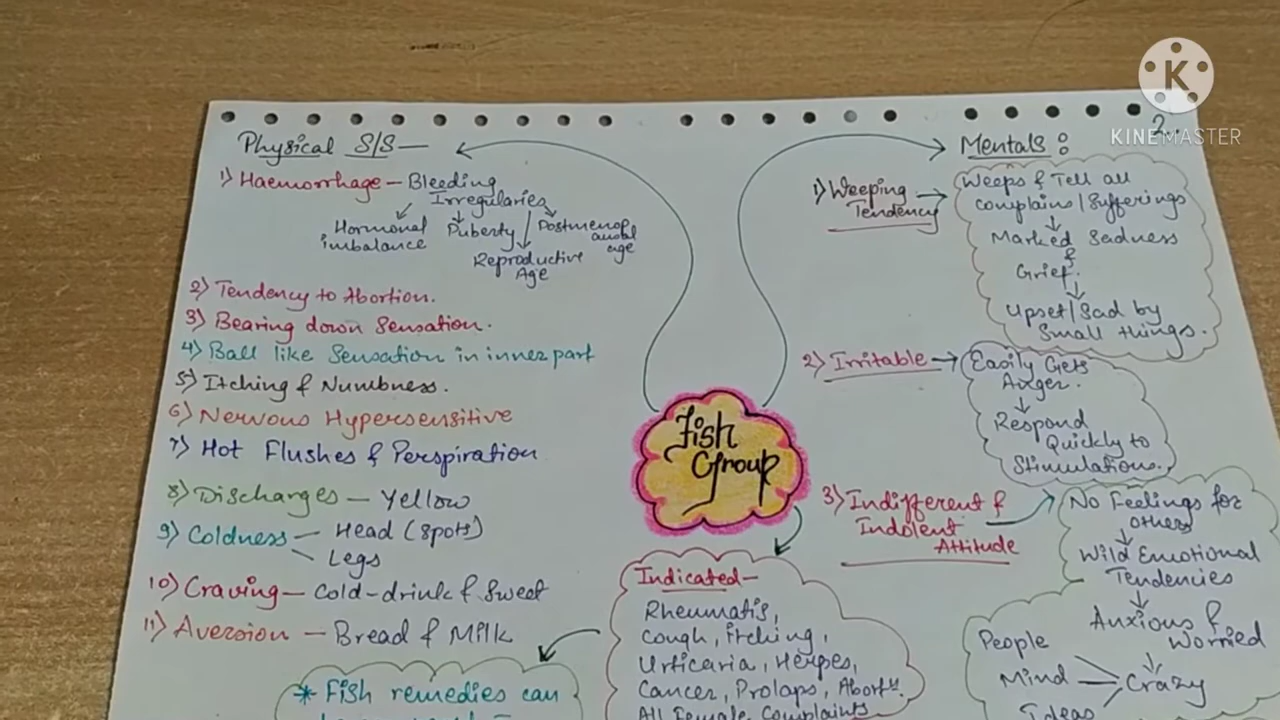 KINEMASTER
2.
Physical S/S —
1) Haemorrhage — Bleeding
Irregularies
Hormonal
imbalance
Puberty
Reproductive
Age
Postmenop
ausal
age
2) Tendency to Abortion.
3) Bearing down Sensation.
4) Ball like Sensation in inner part
5) Itching & Numbness.
6) Nervous Hypersensitive
7) Hot Flushes & Perspiration
8) Discharges — Yellow
9) Coldness — Head (spots)
Legs
10) Craving — Cold-drink & Sweet
11) Aversion — Bread & Milk
* Fish remedies can
Fish
Group
Indicated —
Rheumatis,
Cough, itching,
Urticaria, Herpes,
Cancer, Prolaps, Abortⁿ.
All Female Complaints
Mentals :
1) Weeping
Tendency
Weeps & Tell all
Complains/Sufferings
Marked Sadness
&
Grief.
Upset/Sad by
Small things.
2) Irritable
Easily Gets
Anger.
Respond
Quickly to
Stimulations.
3) Indifferent &
Indolent
Attitude
No Feelings for
others
Wild Emotional
Tendencies
Anxious &
Worried
People
Mind
Ideas
Crazy